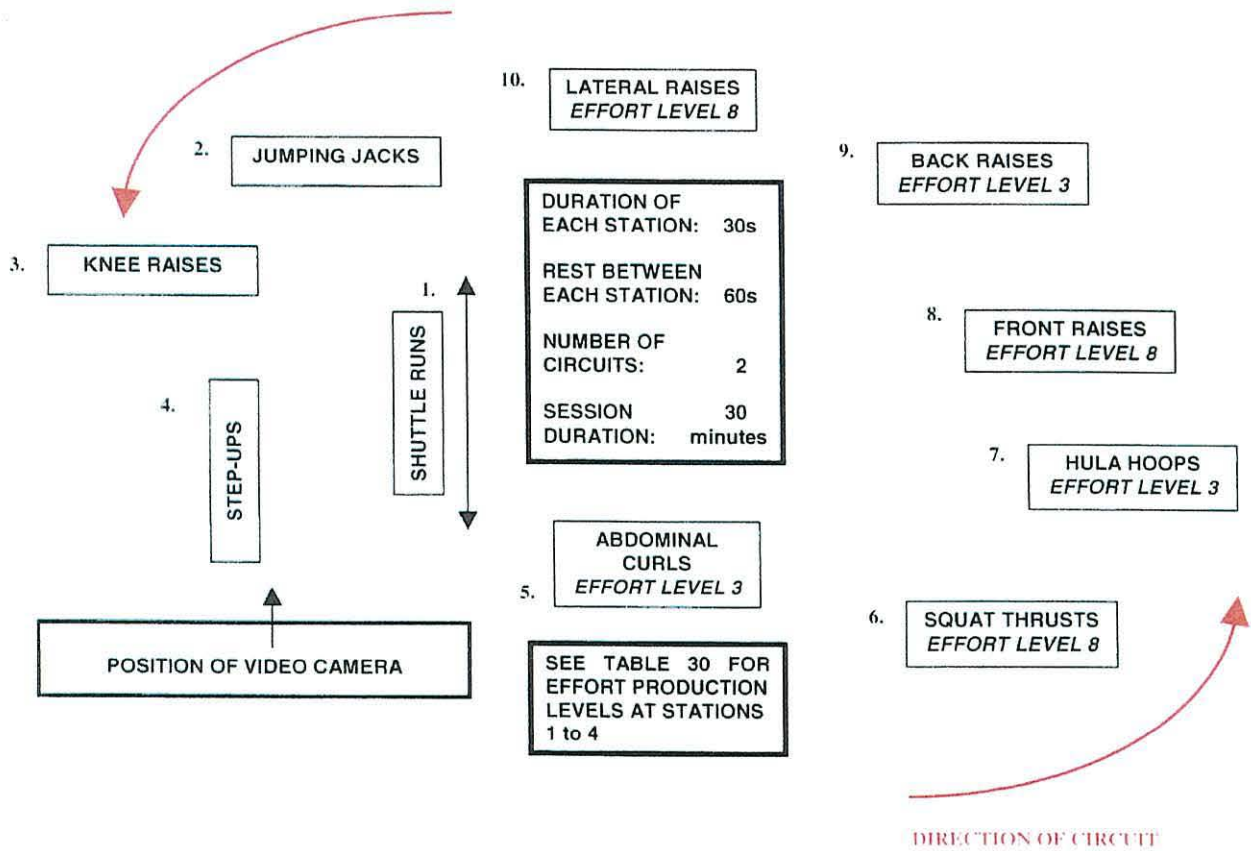 10.
LATERAL RAISES
EFFORT LEVEL 8
2.
JUMPING JACKS
9.
BACK RAISES
EFFORT LEVEL 3
3.
KNEE RAISES
1.
SHUTTLE RUNS
DURATION OF
EACH STATION: 30s
REST BETWEEN
EACH STATION: 60s
NUMBER OF
CIRCUITS: 2
SESSION 30
DURATION: minutes
8.
FRONT RAISES
EFFORT LEVEL 8
4.
STEP-UPS
7.
HULA HOOPS
EFFORT LEVEL 3
5.
ABDOMINAL
CURLS
EFFORT LEVEL 3
6.
SQUAT THRUSTS
EFFORT LEVEL 8
POSITION OF VIDEO CAMERA
SEE TABLE 30 FOR
EFFORT PRODUCTION
LEVELS AT STATIONS
1 to 4
DIRECTION OF CIRCUIT